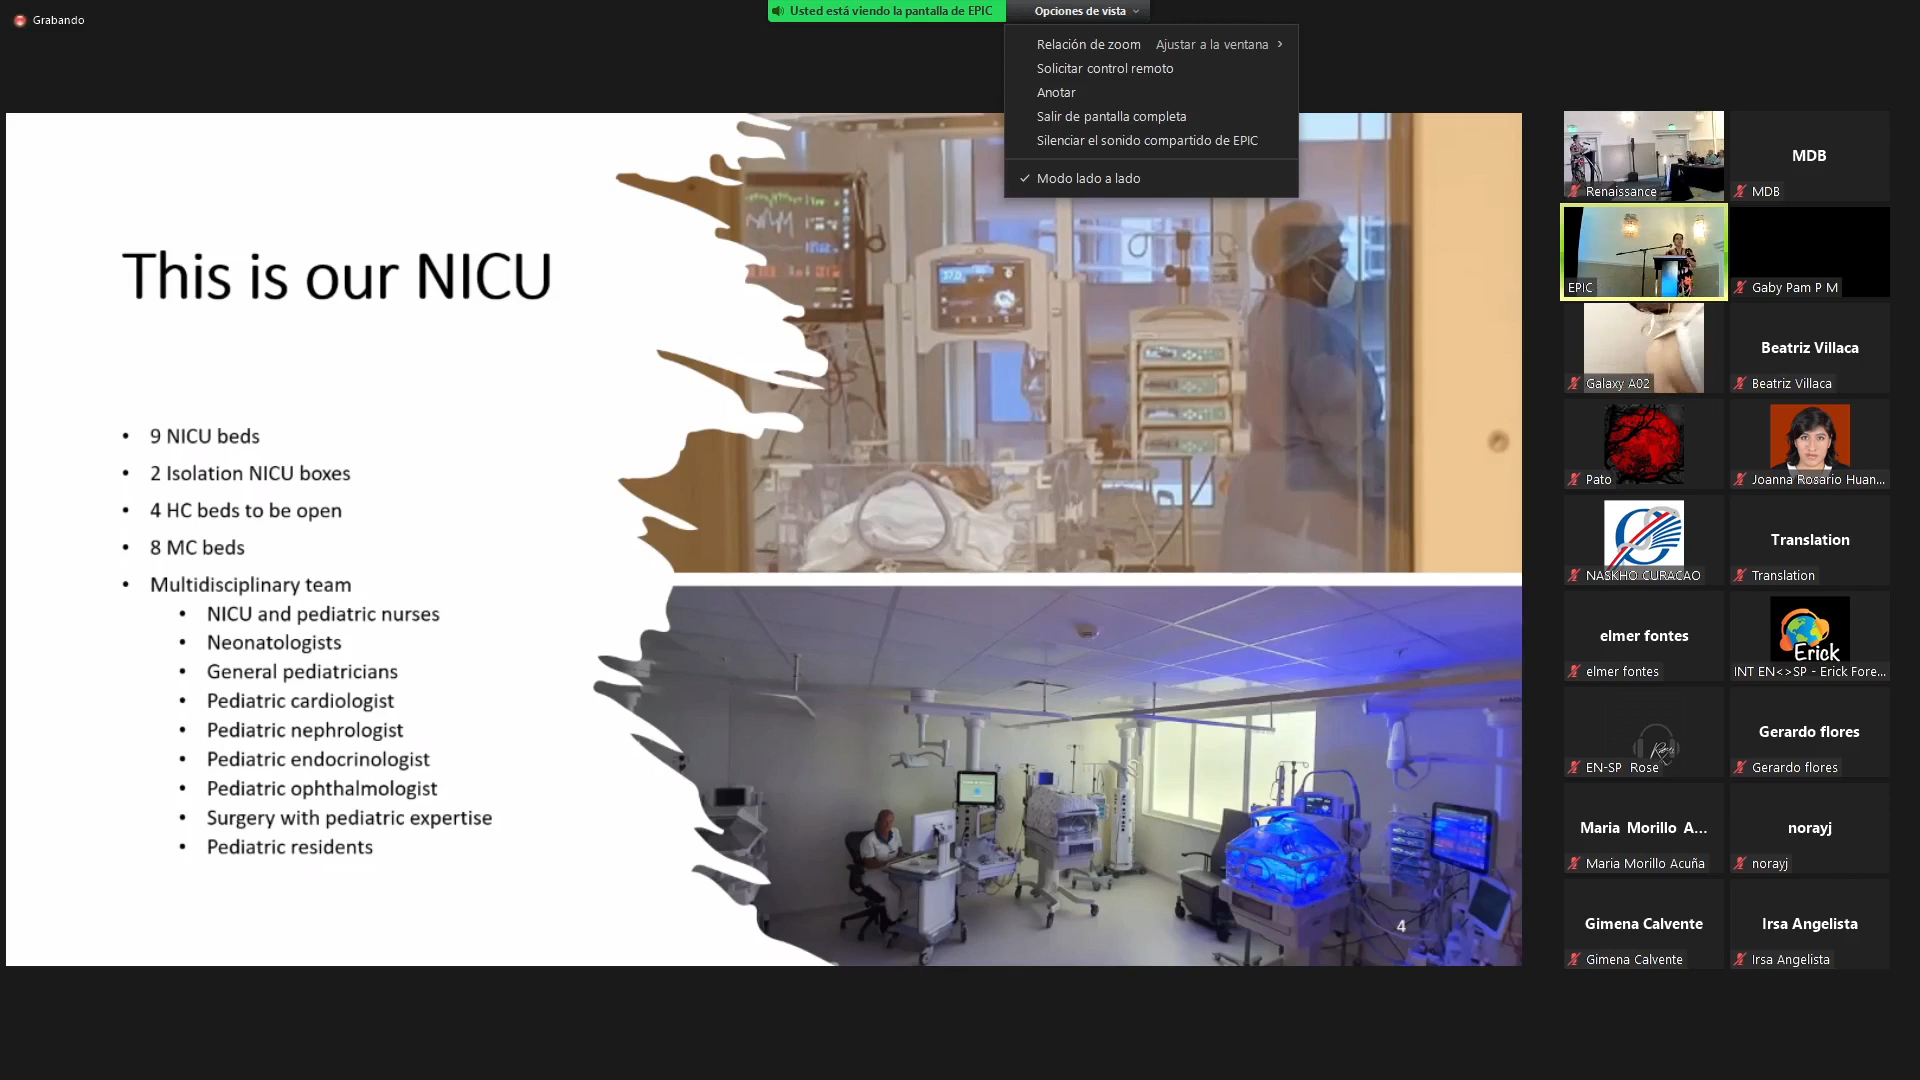 Grabando
Usted está viendo la pantalla de EPIC
Opciones de vista
Relación de zoom Ajustar a la ventana
Solicitar control remoto
Anotar
Salir de pantalla completa
Silenciar el sonido compartido de EPIC
Modo lado a lado
This is our NICU
• 9 NICU beds
• 2 Isolation NICU boxes
• 4 HC beds to be open
• 8 MC beds
• Multidisciplinary team
• NICU and pediatric nurses
• Neonatologists
• General pediatricians
• Pediatric cardiologist
• Pediatric nephrologist
• Pediatric endocrinologist
• Pediatric ophthalmologist
• Surgery with pediatric expertise
• Pediatric residents
4
Renaissance
MDB
MDB
EPIC
Gaby Pam P M
Galaxy A02
Beatriz Villaca
Beatriz Villaca
Pato
Joanna Rosario Huan...
NASKHO CURACAO
Translation
Translation
elmer fontes
elmer fontes
Erick
INT EN<>SP - Erick Fore...
EN-SP Rose
Gerardo flores
Gerardo flores
Maria Morillo A...
Maria Morillo Acuña
norayj
norayj
Gimena Calvente
Gimena Calvente
Irsa Angelista
Irsa Angelista